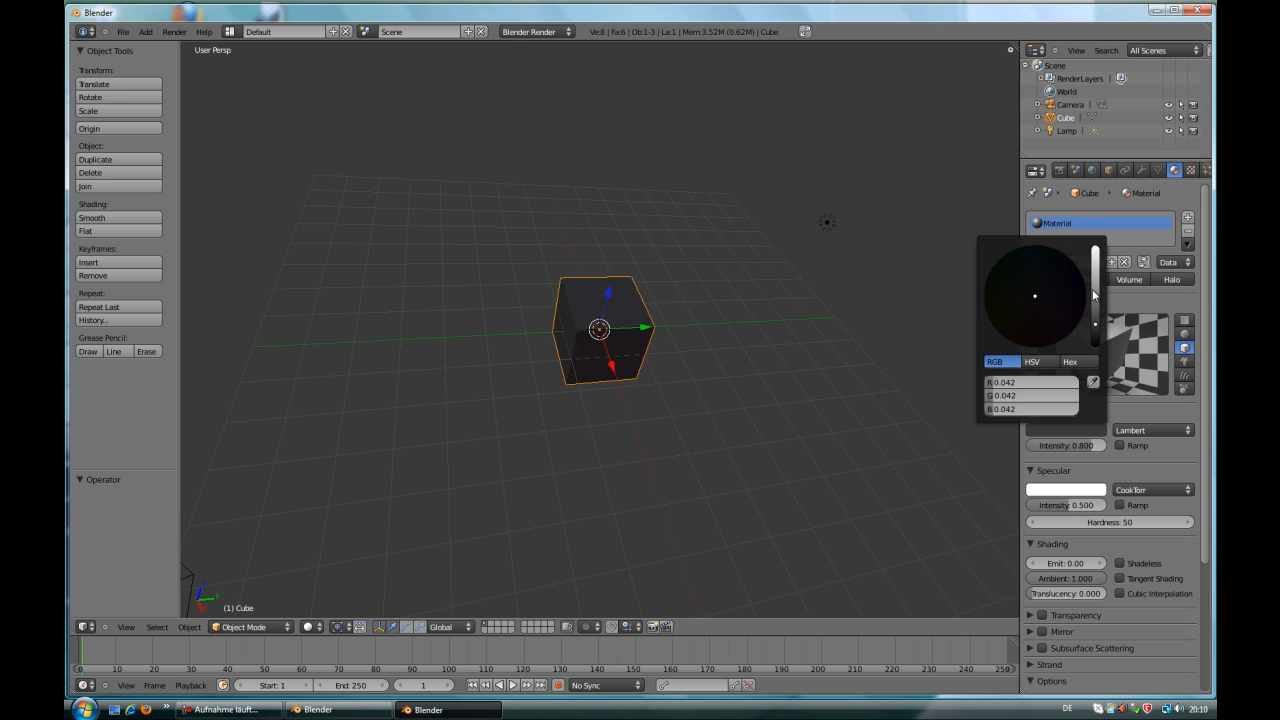 Blender
File Add Render Help Default Scene Blender Render Ve:8 | Fa:6 | Ob:1-3 | La:1 | Mem:3.52M (0.62M) | Cube
Object Tools
Transform:
Translate
Rotate
Scale
Origin
Object:
Duplicate
Delete
Join
Shading:
Smooth
Flat
Keyframes:
Insert
Remove
Repeat:
Repeat Last
History...
Grease Pencil:
Draw Line Erase
Operator
User Persp
(1) Cube
View Search All Scenes
Scene
RenderLayers
World
Camera
Cube
Lamp
Cube Material
Material
Data
Volume Halo
RGB HSV Hex
R 0.042
G 0.042
B 0.042
Lambert
Intensity: 0.800 Ramp
Specular
CookTorr
Intensity: 0.500 Ramp
Hardness: 50
Shading
Emit: 0.00 Shadeless
Ambient: 1.000 Tangent Shading
Translucency: 0.000 Cubic Interpolation
Transparency
Mirror
Subsurface Scattering
Strand
Options
View Select Object Object Mode Global
0 10 20 30 40 50 60 70 80 90 100 110 120 130 140 150 160 170 180 190 200 210 220 230 240 250
View Frame Playback Start: 1 End: 250 1 No Sync
Aufnahme läuft... Blender Blender DE 20:10